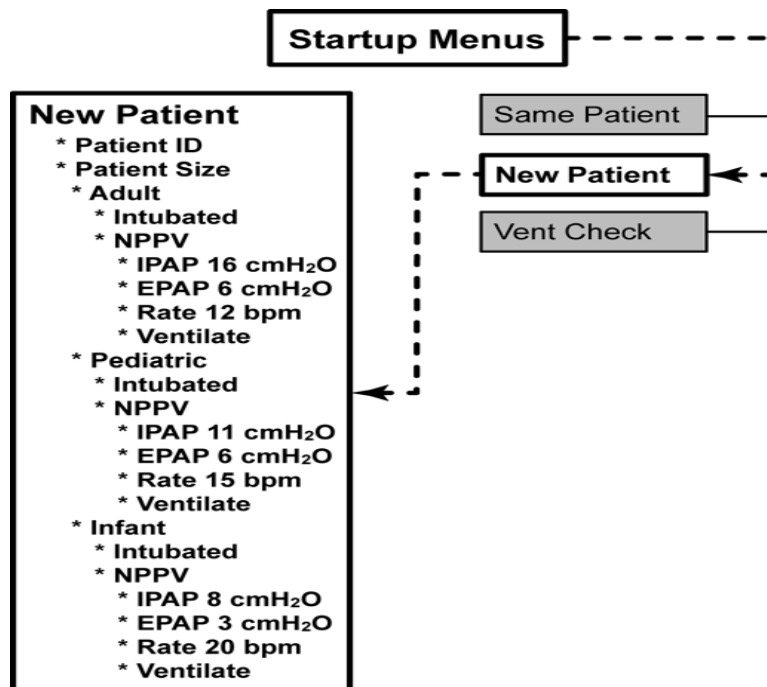 Startup Menus
Same Patient
New Patient
Vent Check
New Patient
* Patient ID
* Patient Size
* Adult
* Intubated
* NPPV
* IPAP 16 cmH₂O
* EPAP 6 cmH₂O
* Rate 12 bpm
* Ventilate
* Pediatric
* Intubated
* NPPV
* IPAP 11 cmH₂O
* EPAP 6 cmH₂O
* Rate 15 bpm
* Ventilate
* Infant
* Intubated
* NPPV
* IPAP 8 cmH₂O
* EPAP 3 cmH₂O
* Rate 20 bpm
* Ventilate